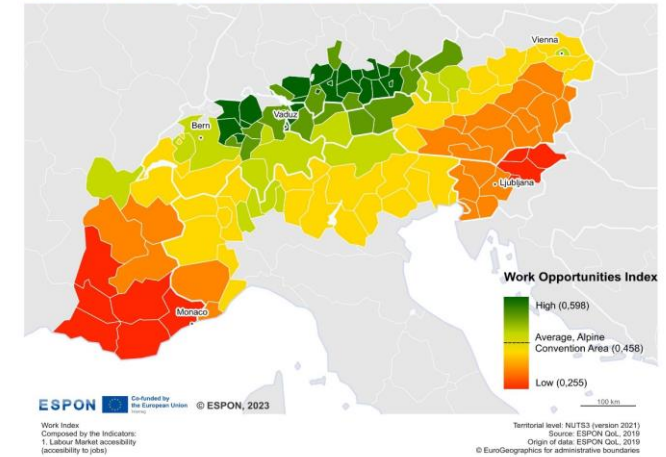 Vienna
Bern
Vaduz
Ljubljana
Monaco
Work Opportunities Index
High (0,598)
Average, Alpine
Convention Area (0,458)
Low (0,255)
100 km
ESPON
Co-funded by
the European Union
Interreg
© ESPON, 2023
Work Index
Composed by the Indicators:
1. Labour Market accesibility
(accesibility to jobs)
Territorial level: NUTS3 (version 2021)
Source: ESPON QoL, 2019
Origin of data: ESPON QoL, 2019
© EuroGeographics for administrative boundaries